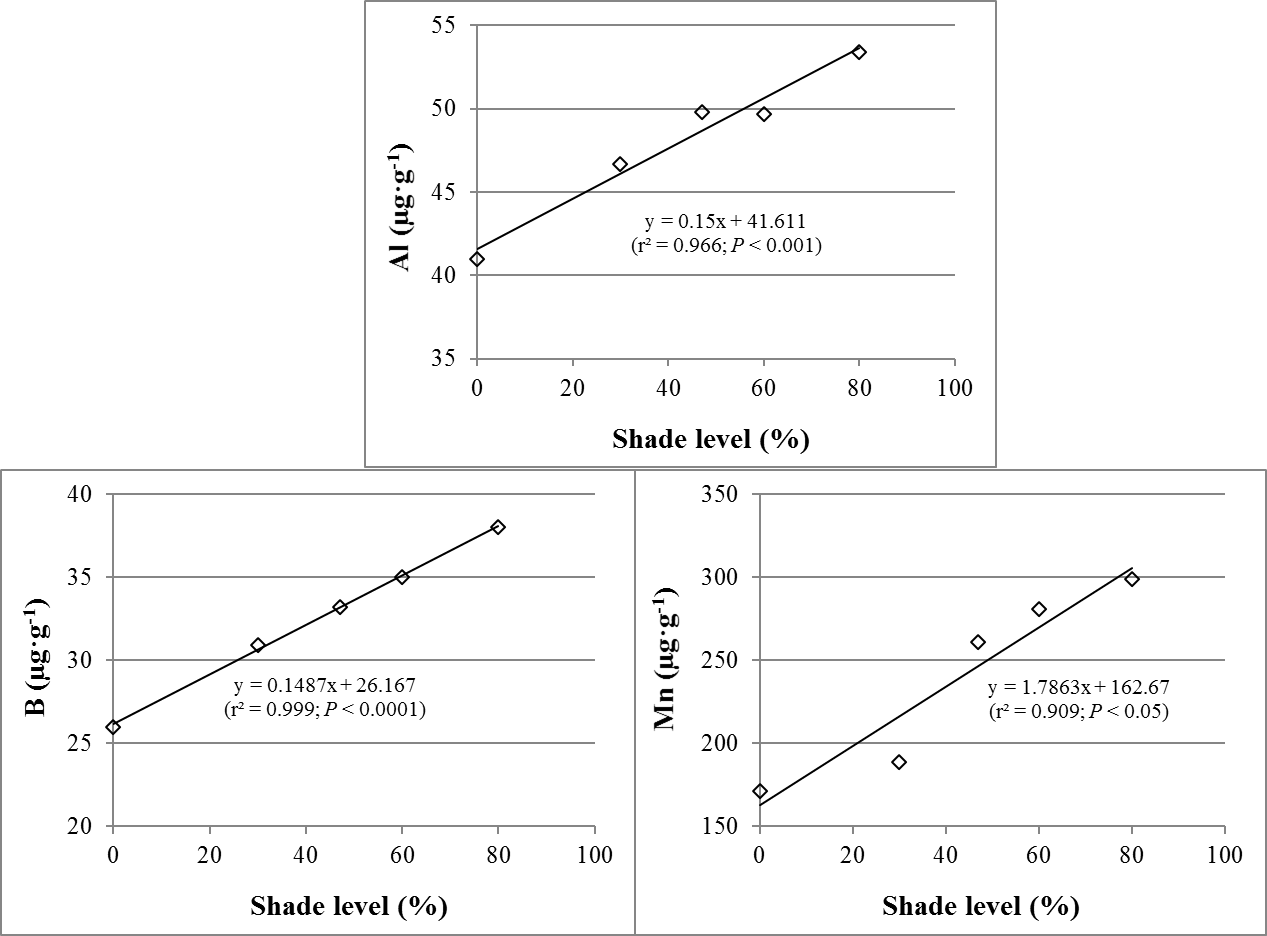 55
50
45
40
35
Al (µg·g⁻¹)
y = 0.15x + 41.611
(r² = 0.966; P < 0.001)
0 20 40 60 80 100
Shade level (%)
40
35
30
25
20
B (µg·g⁻¹)
y = 0.1487x + 26.167
(r² = 0.999; P < 0.0001)
0 20 40 60 80 100
Shade level (%)
350
300
250
200
150
Mn (µg·g⁻¹)
y = 1.7863x + 162.67
(r² = 0.909; P < 0.05)
0 20 40 60 80 100
Shade level (%)